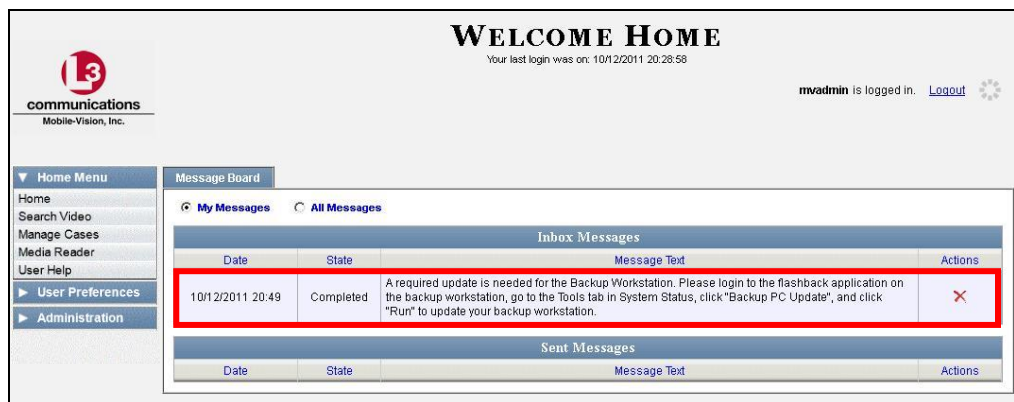 WELCOME HOME
Your last login was on: 10/12/2011 20:28:58
L3
communications
Mobile-Vision, Inc.
mvadmin is logged in. Logout
Home Menu
Home
Search Video
Manage Cases
Media Reader
User Help
User Preferences
Administration
Message Board
My Messages All Messages
Inbox Messages
Date State Message Text Actions
10/12/2011 20:49 Completed A required update is needed for the Backup Workstation. Please login to the flashback application on
the backup workstation, go to the Tools tab in System Status, click "Backup PC Update", and click
"Run" to update your backup workstation.
Sent Messages
Date State Message Text Actions